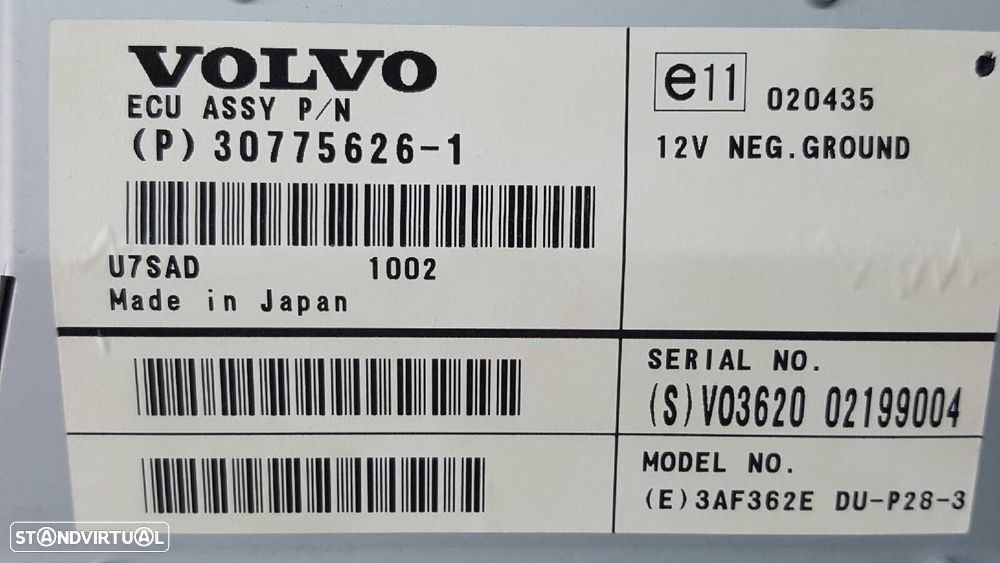 VOLVO
ECU ASSY P/N
(P) 30775626-1
U7SAD 1002
Made in Japan
e11 020435
12V NEG.GROUND
SERIAL NO.
(S)VO3620 02199004
MODEL NO.
(E)3AF362E DU-P28-3
STANDVIRTUAL